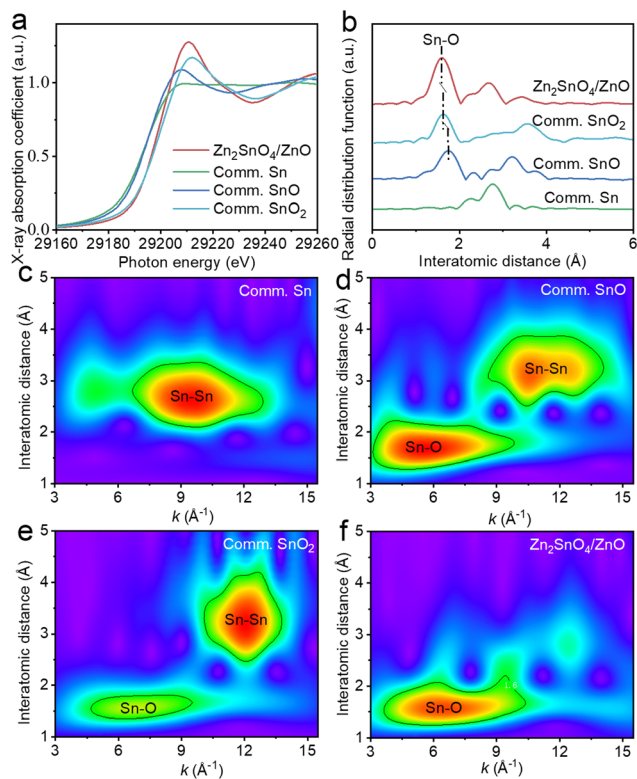 a
X-ray absorption coefficient (a.u.)
1.0
0.5
0.0
Zn₂SnO₄/ZnO
Comm. Sn
Comm. SnO
Comm. SnO₂
29160 29180 29200 29220 29240 29260
Photon energy (eV)
b
Radial distribution function (a.u.)
Sn-O
Zn₂SnO₄/ZnO
Comm. SnO₂
Comm. SnO
Comm. Sn
0 2 4 6
Interatomic distance (Å)
c
Interatomic distance (Å)
5
4
3
2
1
Comm. Sn
Sn-Sn
3 6 9 12 15
k (Å⁻¹)
d
Interatomic distance (Å)
5
4
3
2
1
Comm. SnO
Sn-Sn
Sn-O
3 6 9 12 15
k (Å⁻¹)
e
Interatomic distance (Å)
5
4
3
2
1
Comm. SnO₂
Sn-Sn
Sn-O
3 6 9 12 15
k (Å⁻¹)
f
Interatomic distance (Å)
5
4
3
2
1
Zn₂SnO₄/ZnO
1.6
Sn-O
3 6 9 12 15
k (Å⁻¹)